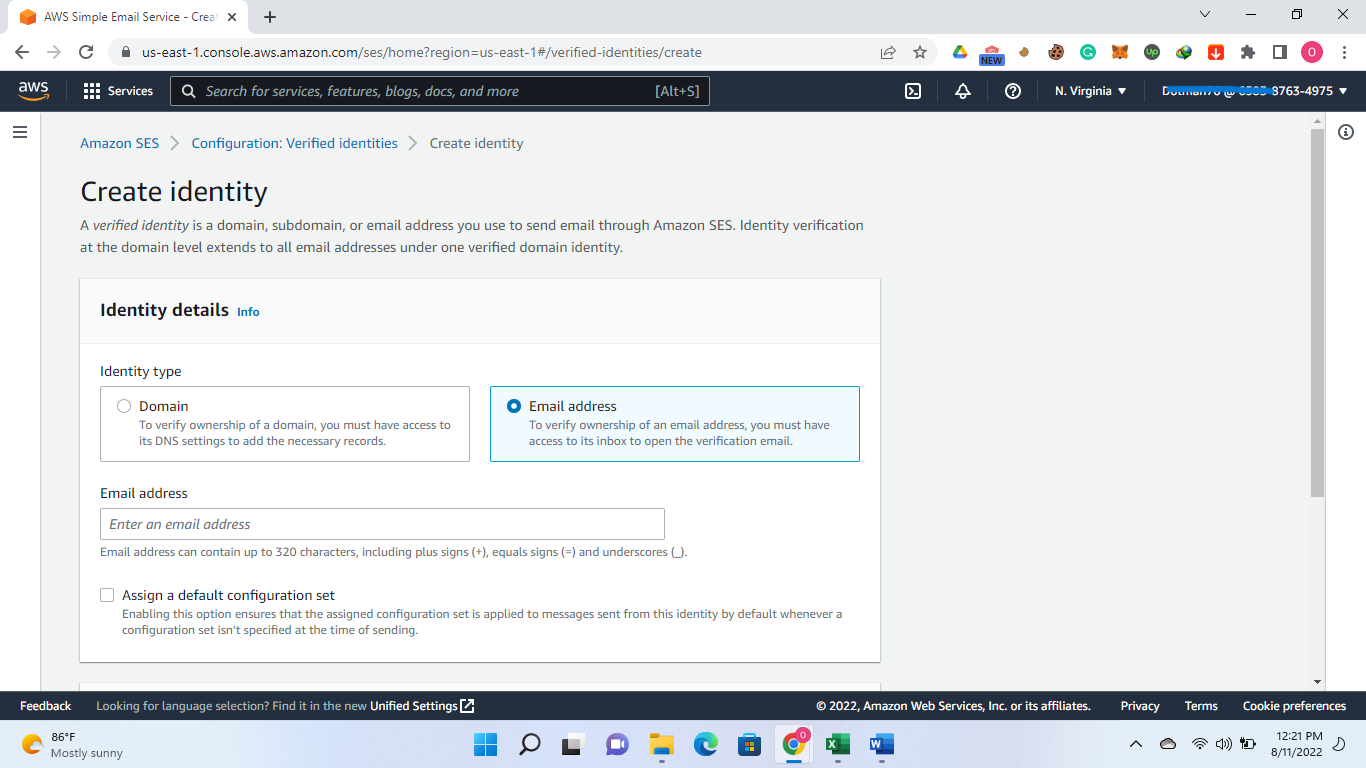 AWS Simple Email Service - Crea
us-east-1.console.aws.amazon.com/ses/home?region=us-east-1#/verified-identities/create
NEW
Up
O
aws
Services
Search for services, features, blogs, docs, and more
[Alt+S]
N. Virginia
8763-4975
Amazon SES
Configuration: Verified identities
Create identity
Create identity
A verified identity is a domain, subdomain, or email address you use to send email through Amazon SES. Identity verification
at the domain level extends to all email addresses under one verified domain identity.
Identity details Info
Identity type
Domain
To verify ownership of a domain, you must have access to
its DNS settings to add the necessary records.
Email address
To verify ownership of an email address, you must have
access to its inbox to open the verification email.
Email address
Enter an email address
Email address can contain up to 320 characters, including plus signs (+), equals signs (=) and underscores (_).
Assign a default configuration set
Enabling this option ensures that the assigned configuration set is applied to messages sent from this identity by default whenever a
configuration set isn't specified at the time of sending.
Feedback
Looking for language selection? Find it in the new Unified Settings
© 2022, Amazon Web Services, Inc. or its affiliates.
Privacy
Terms
Cookie preferences
86°F
Mostly sunny
12:21 PM
8/11/2022